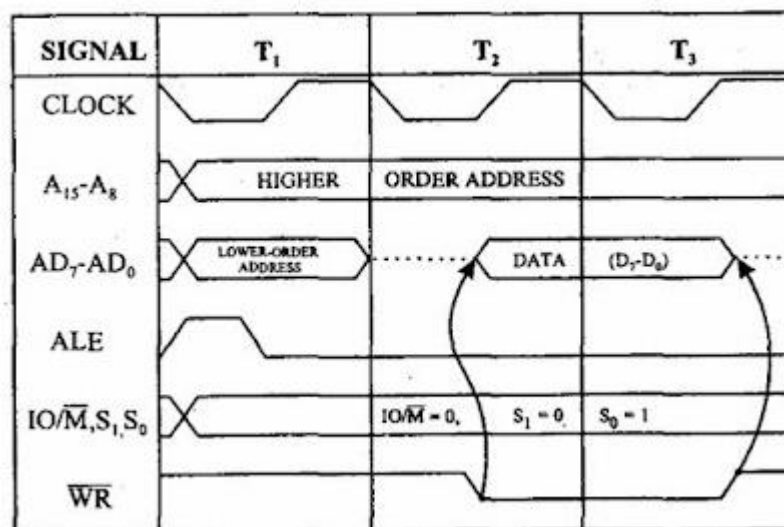 SIGNAL T₁ T₂ T₃
CLOCK
A₁₅-A₈ HIGHER ORDER ADDRESS
AD₇-AD₀ LOWER-ORDER ADDRESS DATA (D₇-D₀)
ALE
IO/M̅,S₁,S₀ IO/M̅ = 0, S₁ = 0, S₀ = 1
W̅R̅